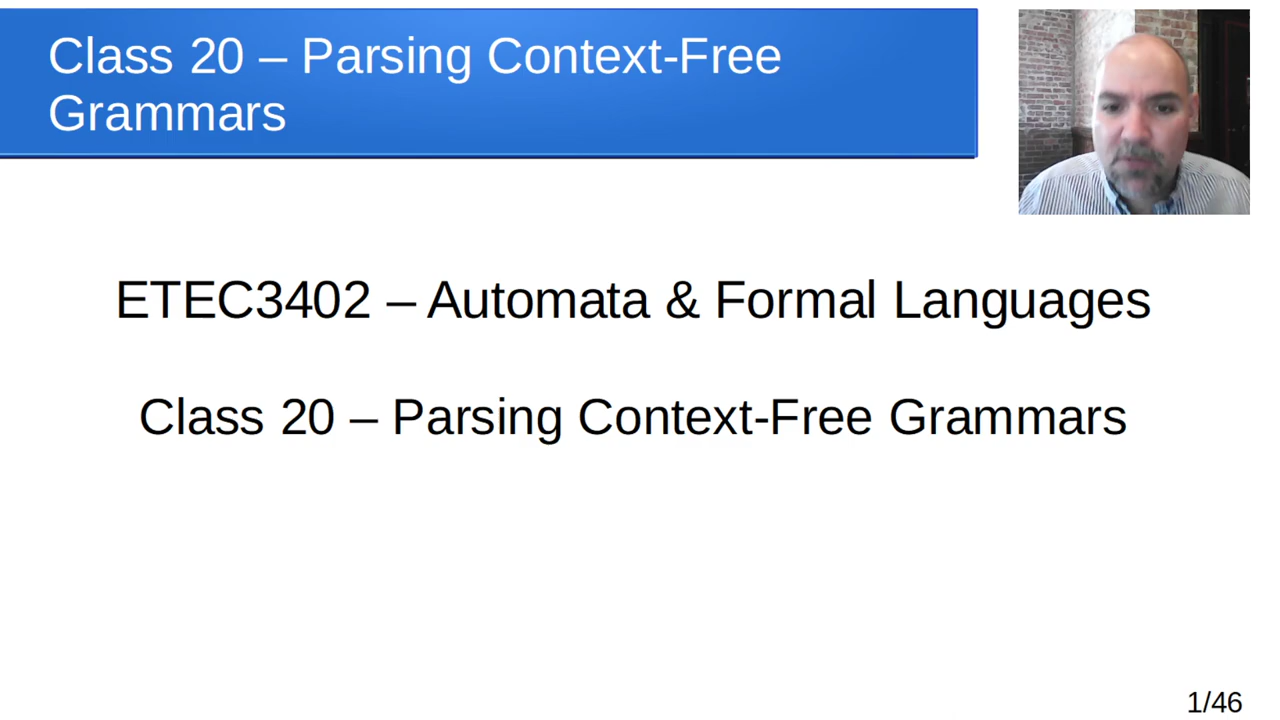 Class 20 – Parsing Context-Free
Grammars
ETEC3402 – Automata & Formal Languages
Class 20 – Parsing Context-Free Grammars
1/46